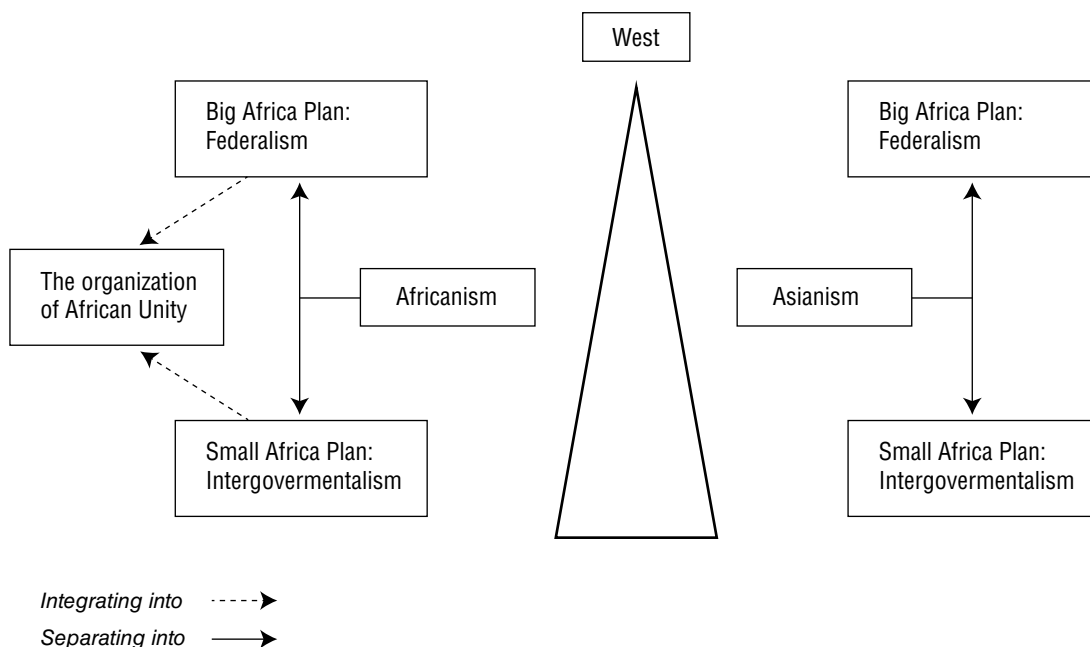 West
Big Africa Plan:
Federalism
Big Africa Plan:
Federalism
The organization
of African Unity
Africanism
Asianism
Small Africa Plan:
Intergovermentalism
Small Africa Plan:
Intergovermentalism
Integrating into
Separating into